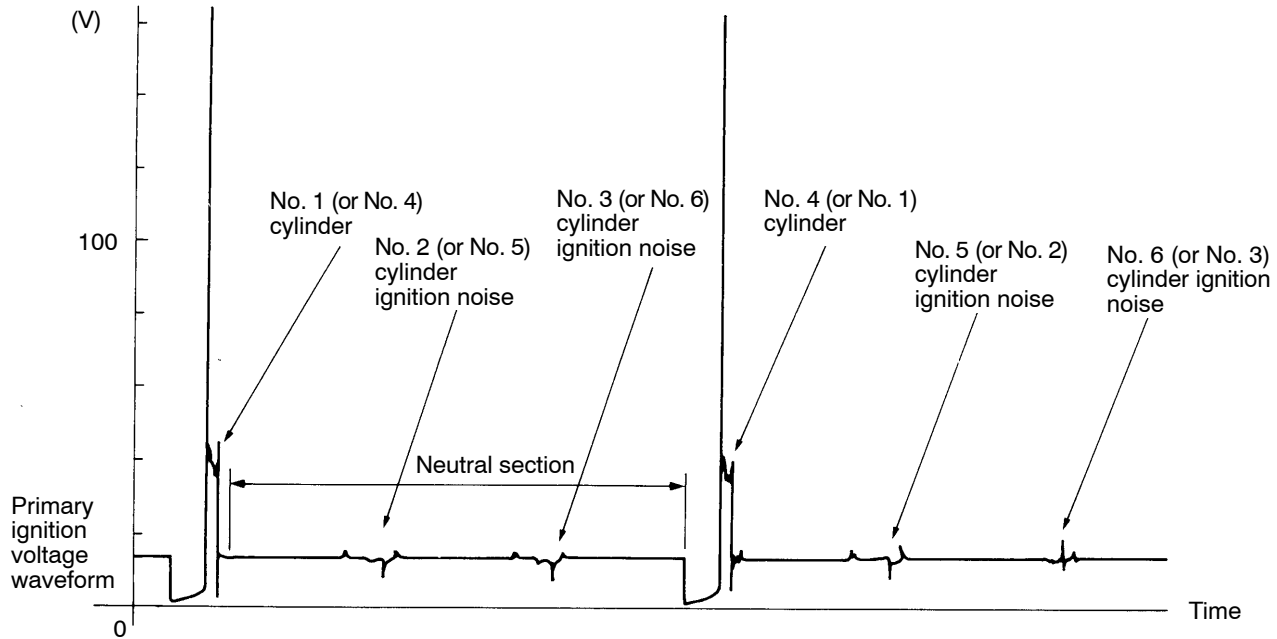 (V)
No. 1 (or No. 4)
cylinder
No. 2 (or No. 5)
cylinder
ignition noise
No. 3 (or No. 6)
cylinder
ignition noise
No. 4 (or No. 1)
cylinder
No. 5 (or No. 2)
cylinder
ignition noise
No. 6 (or No. 3)
cylinder ignition
noise
100
Neutral section
Primary
ignition
voltage
waveform
0
Time